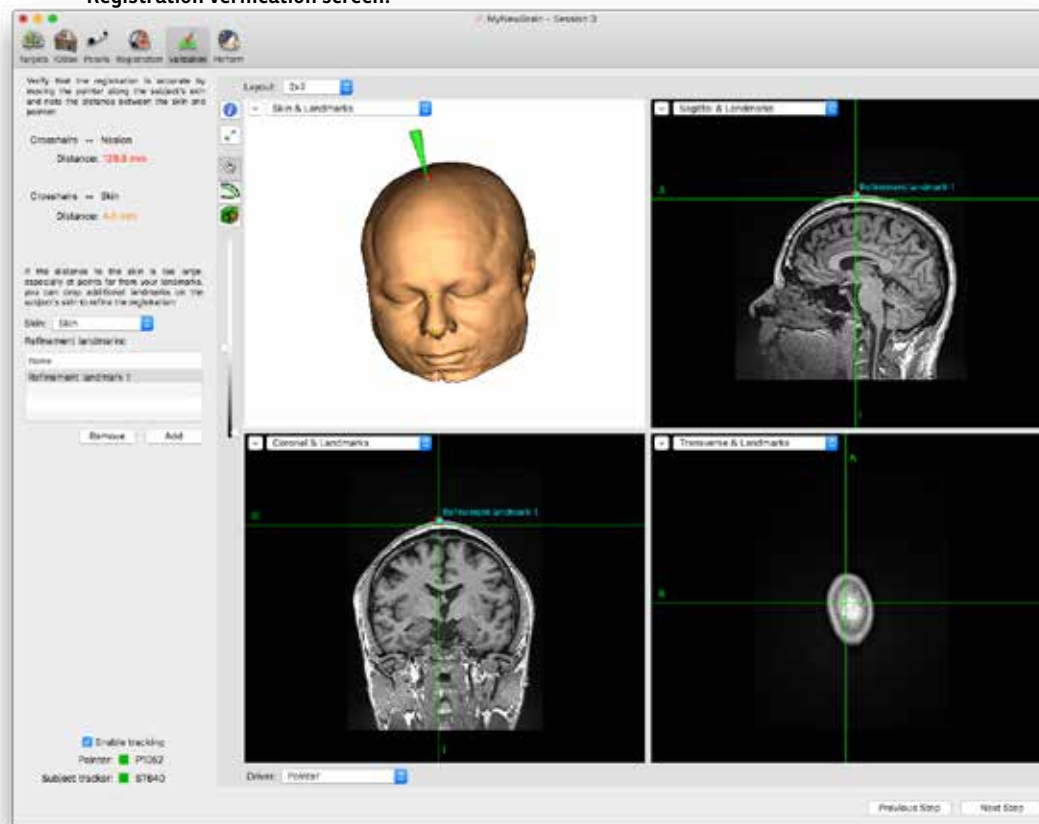 Registration verification screen.
MyNewBrain - Session 3
Targets Video Polaris Registration Validation Perform
Verify that the registration is accurate by
moving the pointer along the subject's skin
and note the distance between the skin and
pointer.
Crosshairs -- Nasion
Distance: mm
Crosshairs -- Skin
Distance: mm
If the distance to the skin is too large,
especially at points far from your landmarks,
you can drop additional landmarks on the
subject's skin to refine the registration:
Skin: Skin
Refinement landmarks:
Name
Refinement landmark 1
Remove Add
Enable tracking
Pointer:
Subject tracker:
Layout: 2x2
Skin & Landmarks
Sagittal & Landmarks
Refinement landmark 1
A
I
Coronal & Landmarks
Refinement landmark 1
R
I
Transverse & Landmarks
A
R
Driver: Pointer
Previous Step Next Step